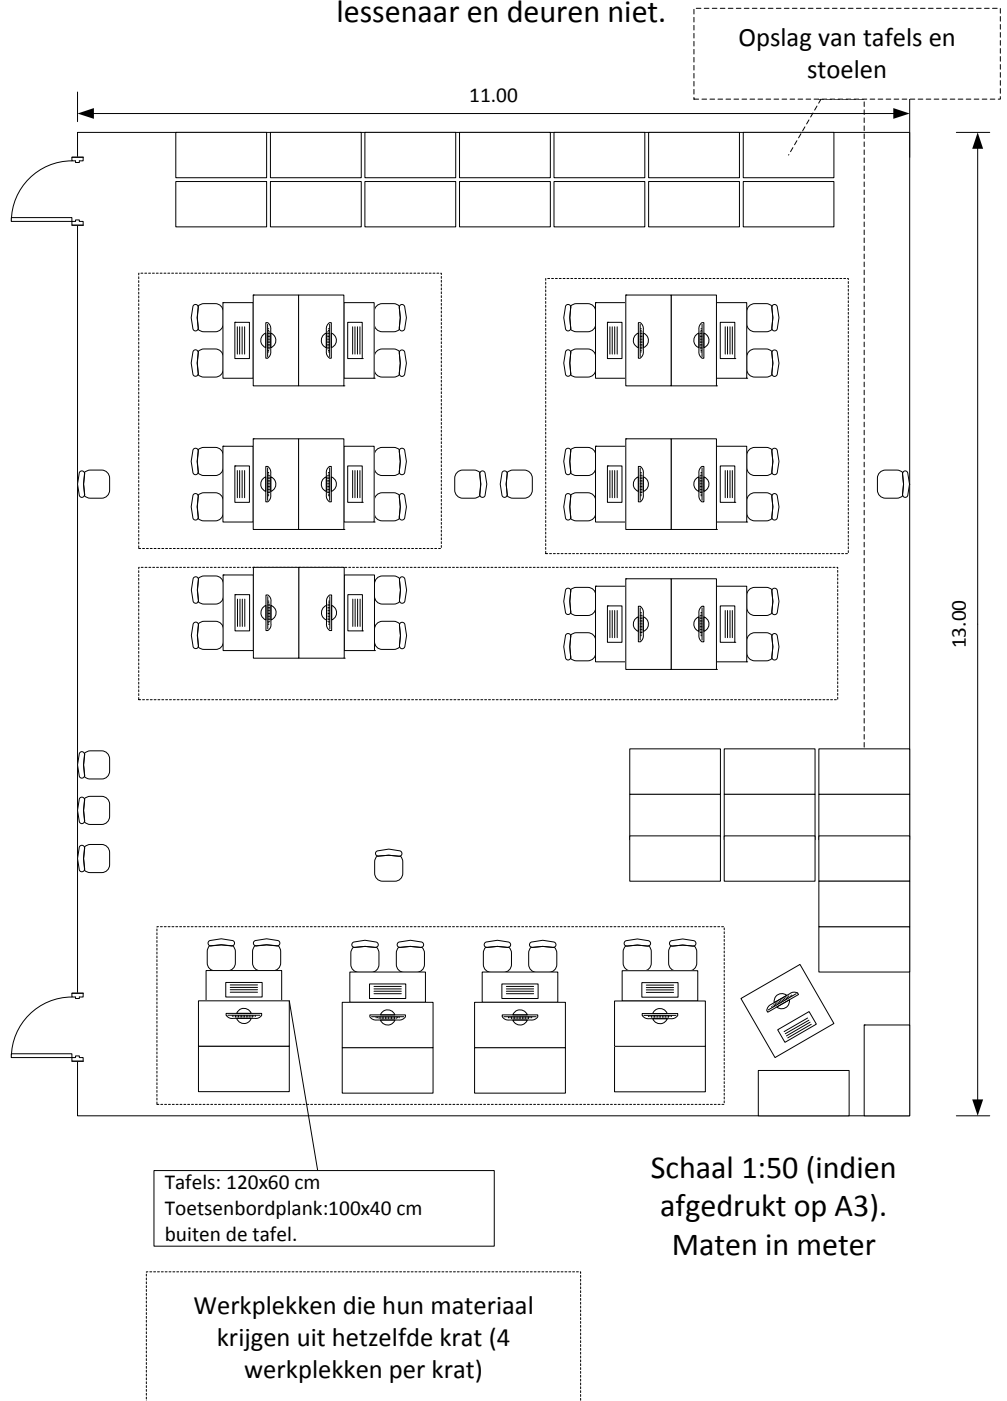 lessenaar en deuren niet.
Opslag van tafels en
stoelen
11.00
13.00
Tafels: 120x60 cm
Toetsenbordplank:100x40 cm
buiten de tafel.
Schaal 1:50 (indien
afgedrukt op A3).
Maten in meter
Werkplekken die hun materiaal
krijgen uit hetzelfde krat (4
werkplekken per krat)